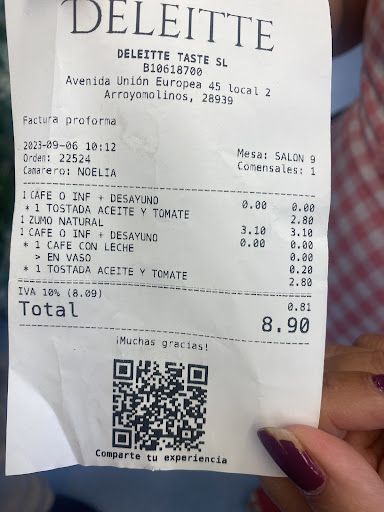 DELEITTE
DELEITTE TASTE SL
B10618700
Avenida Unión Europea 45 local 2
Arroyomolinos, 28939
Factura proforma
2023-09-06 10:12
Mesa: SALON 9
Orden: 22524
Comensales: 1
Camarero: NOELIA
1 CAFE O INF + DESAYUNO 0.00 0.00
* 1 TOSTADA ACEITE Y TOMATE 2.80
1 ZUMO NATURAL 3.10 3.10
1 CAFE O INF + DESAYUNO 0.00 0.00
* 1 CAFE CON LECHE 0.00
> EN VASO 0.20
* 1 TOSTADA ACEITE Y TOMATE 2.80
IVA 10% (8.09) 0.81
Total 8.90
¡Muchas gracias!
Comparte tu experiencia